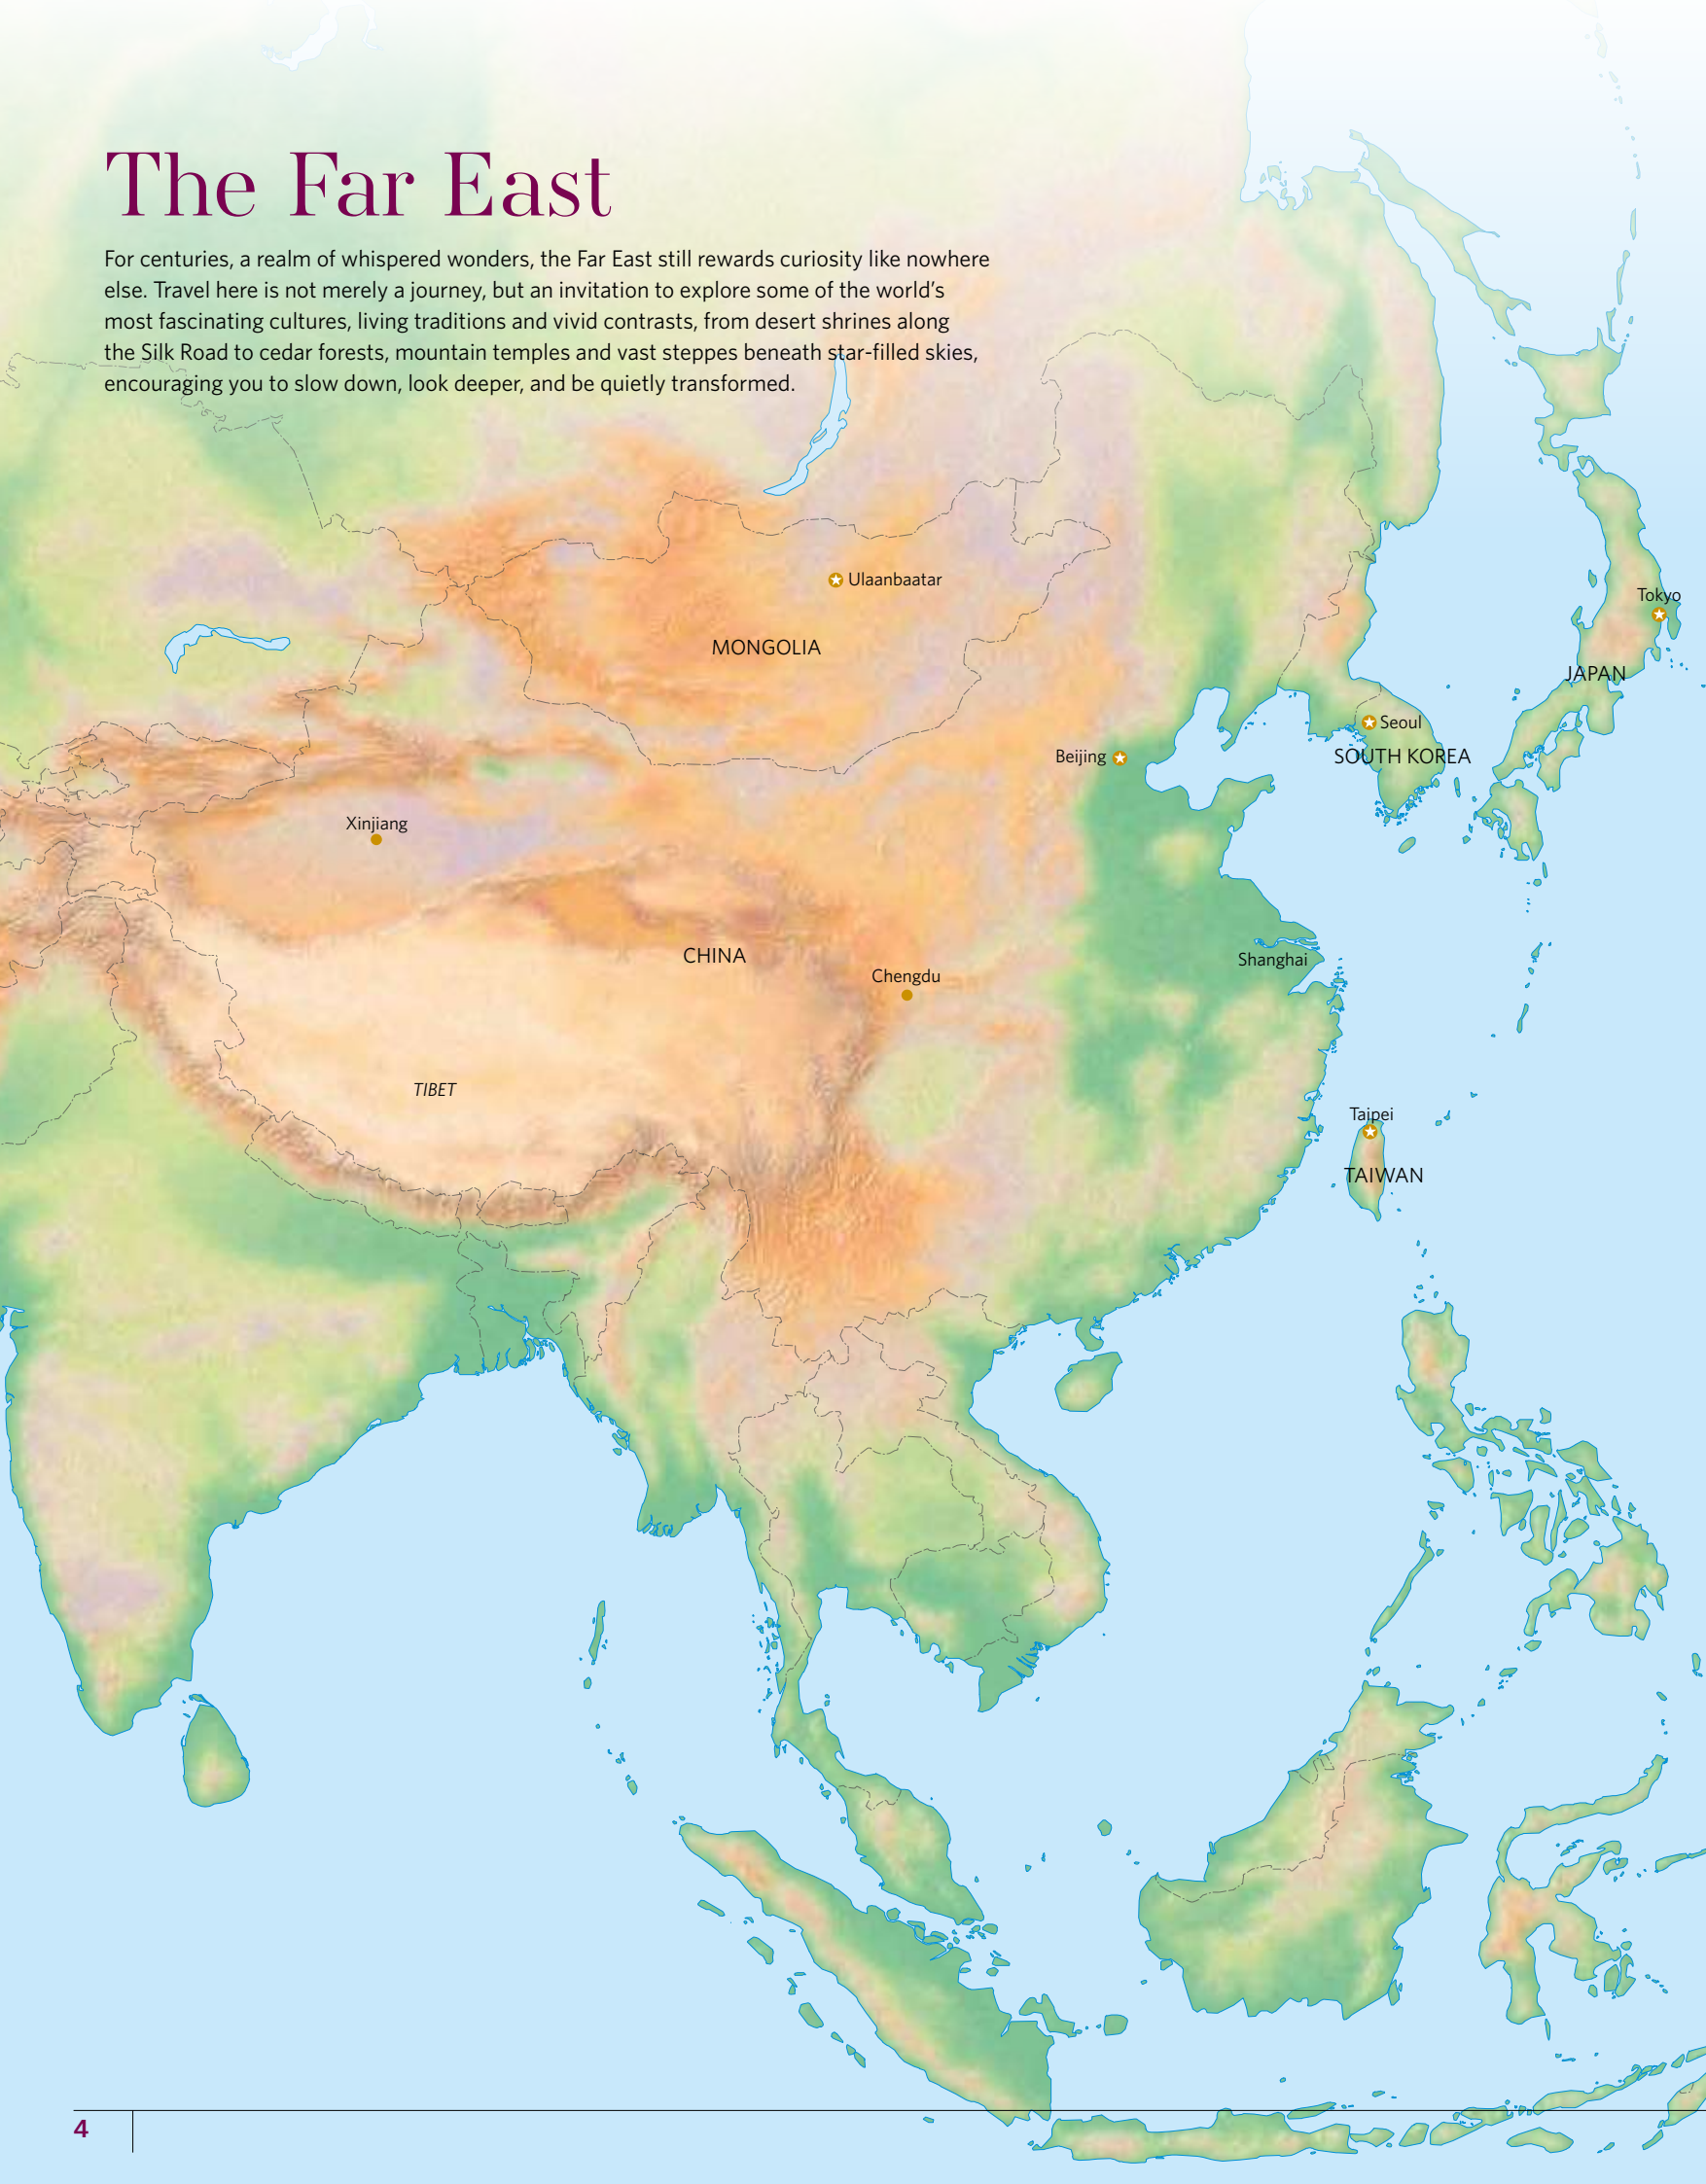 The Far East
For centuries, a realm of whispered wonders, the Far East still rewards curiosity like nowhere
else. Travel here is not merely a journey, but an invitation to explore some of the world's
most fascinating cultures, living traditions and vivid contrasts, from desert shrines along
the Silk Road to cedar forests, mountain temples and vast steppes beneath star-filled skies,
encouraging you to slow down, look deeper, and be quietly transformed.
Ulaanbaatar
Tokyo
MONGOLIA
JAPAN
Seoul
Beijing
SOUTH KOREA
Xinjiang
CHINA
Shanghai
Chengdu
TIBET
Taipei
TAIWAN
4